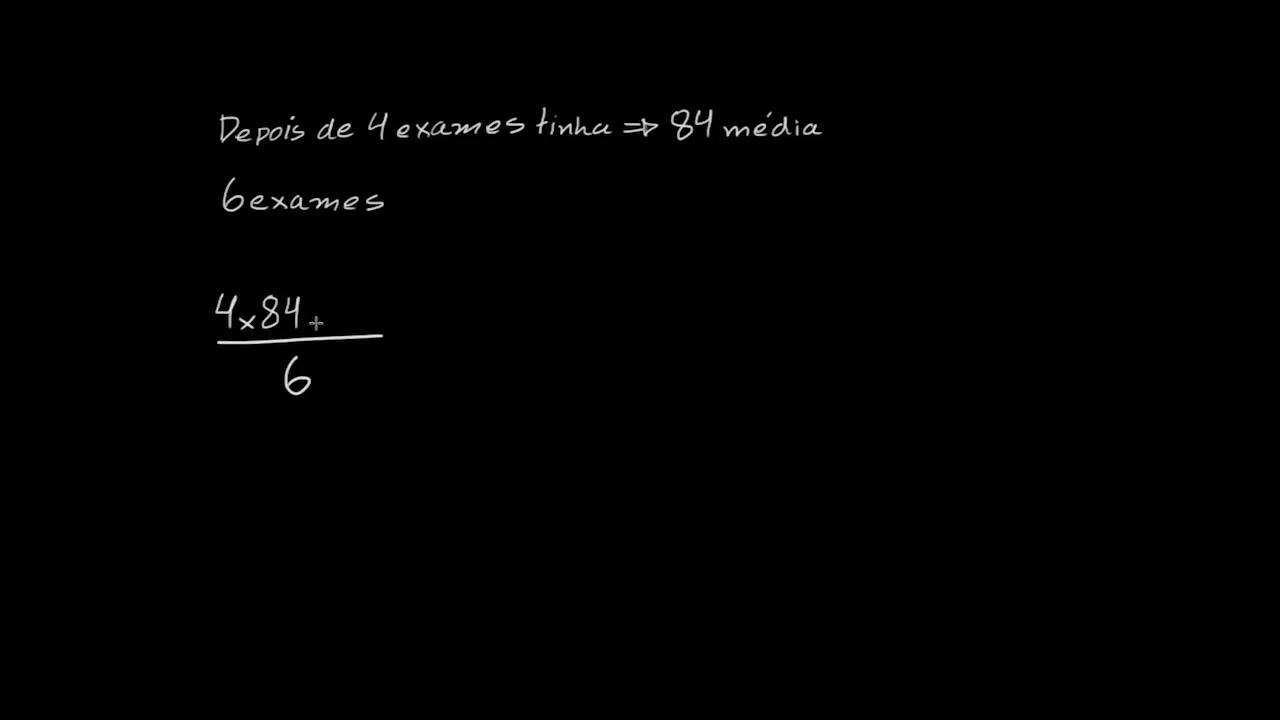 Depois de 4 exames tinha ⇒ 84 média
6 exames
4 x 84 +
6